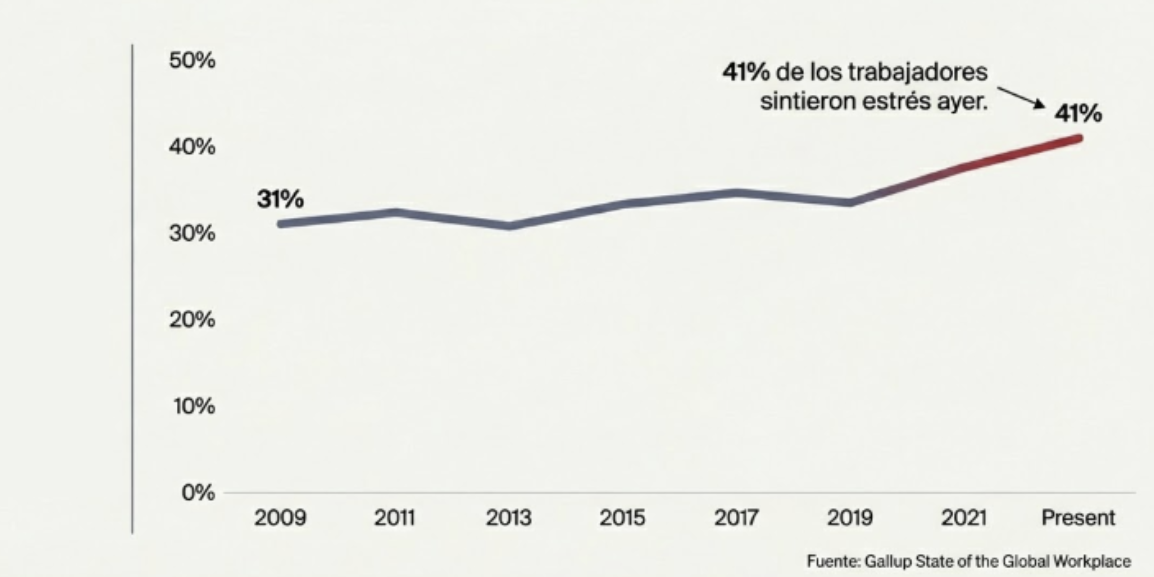 50%
41% de los trabajadores
sintieron estrés ayer.
41%
40%
31%
30%
20%
10%
0%
2009 2011 2013 2015 2017 2019 2021 Present
Fuente: Gallup State of the Global Workplace